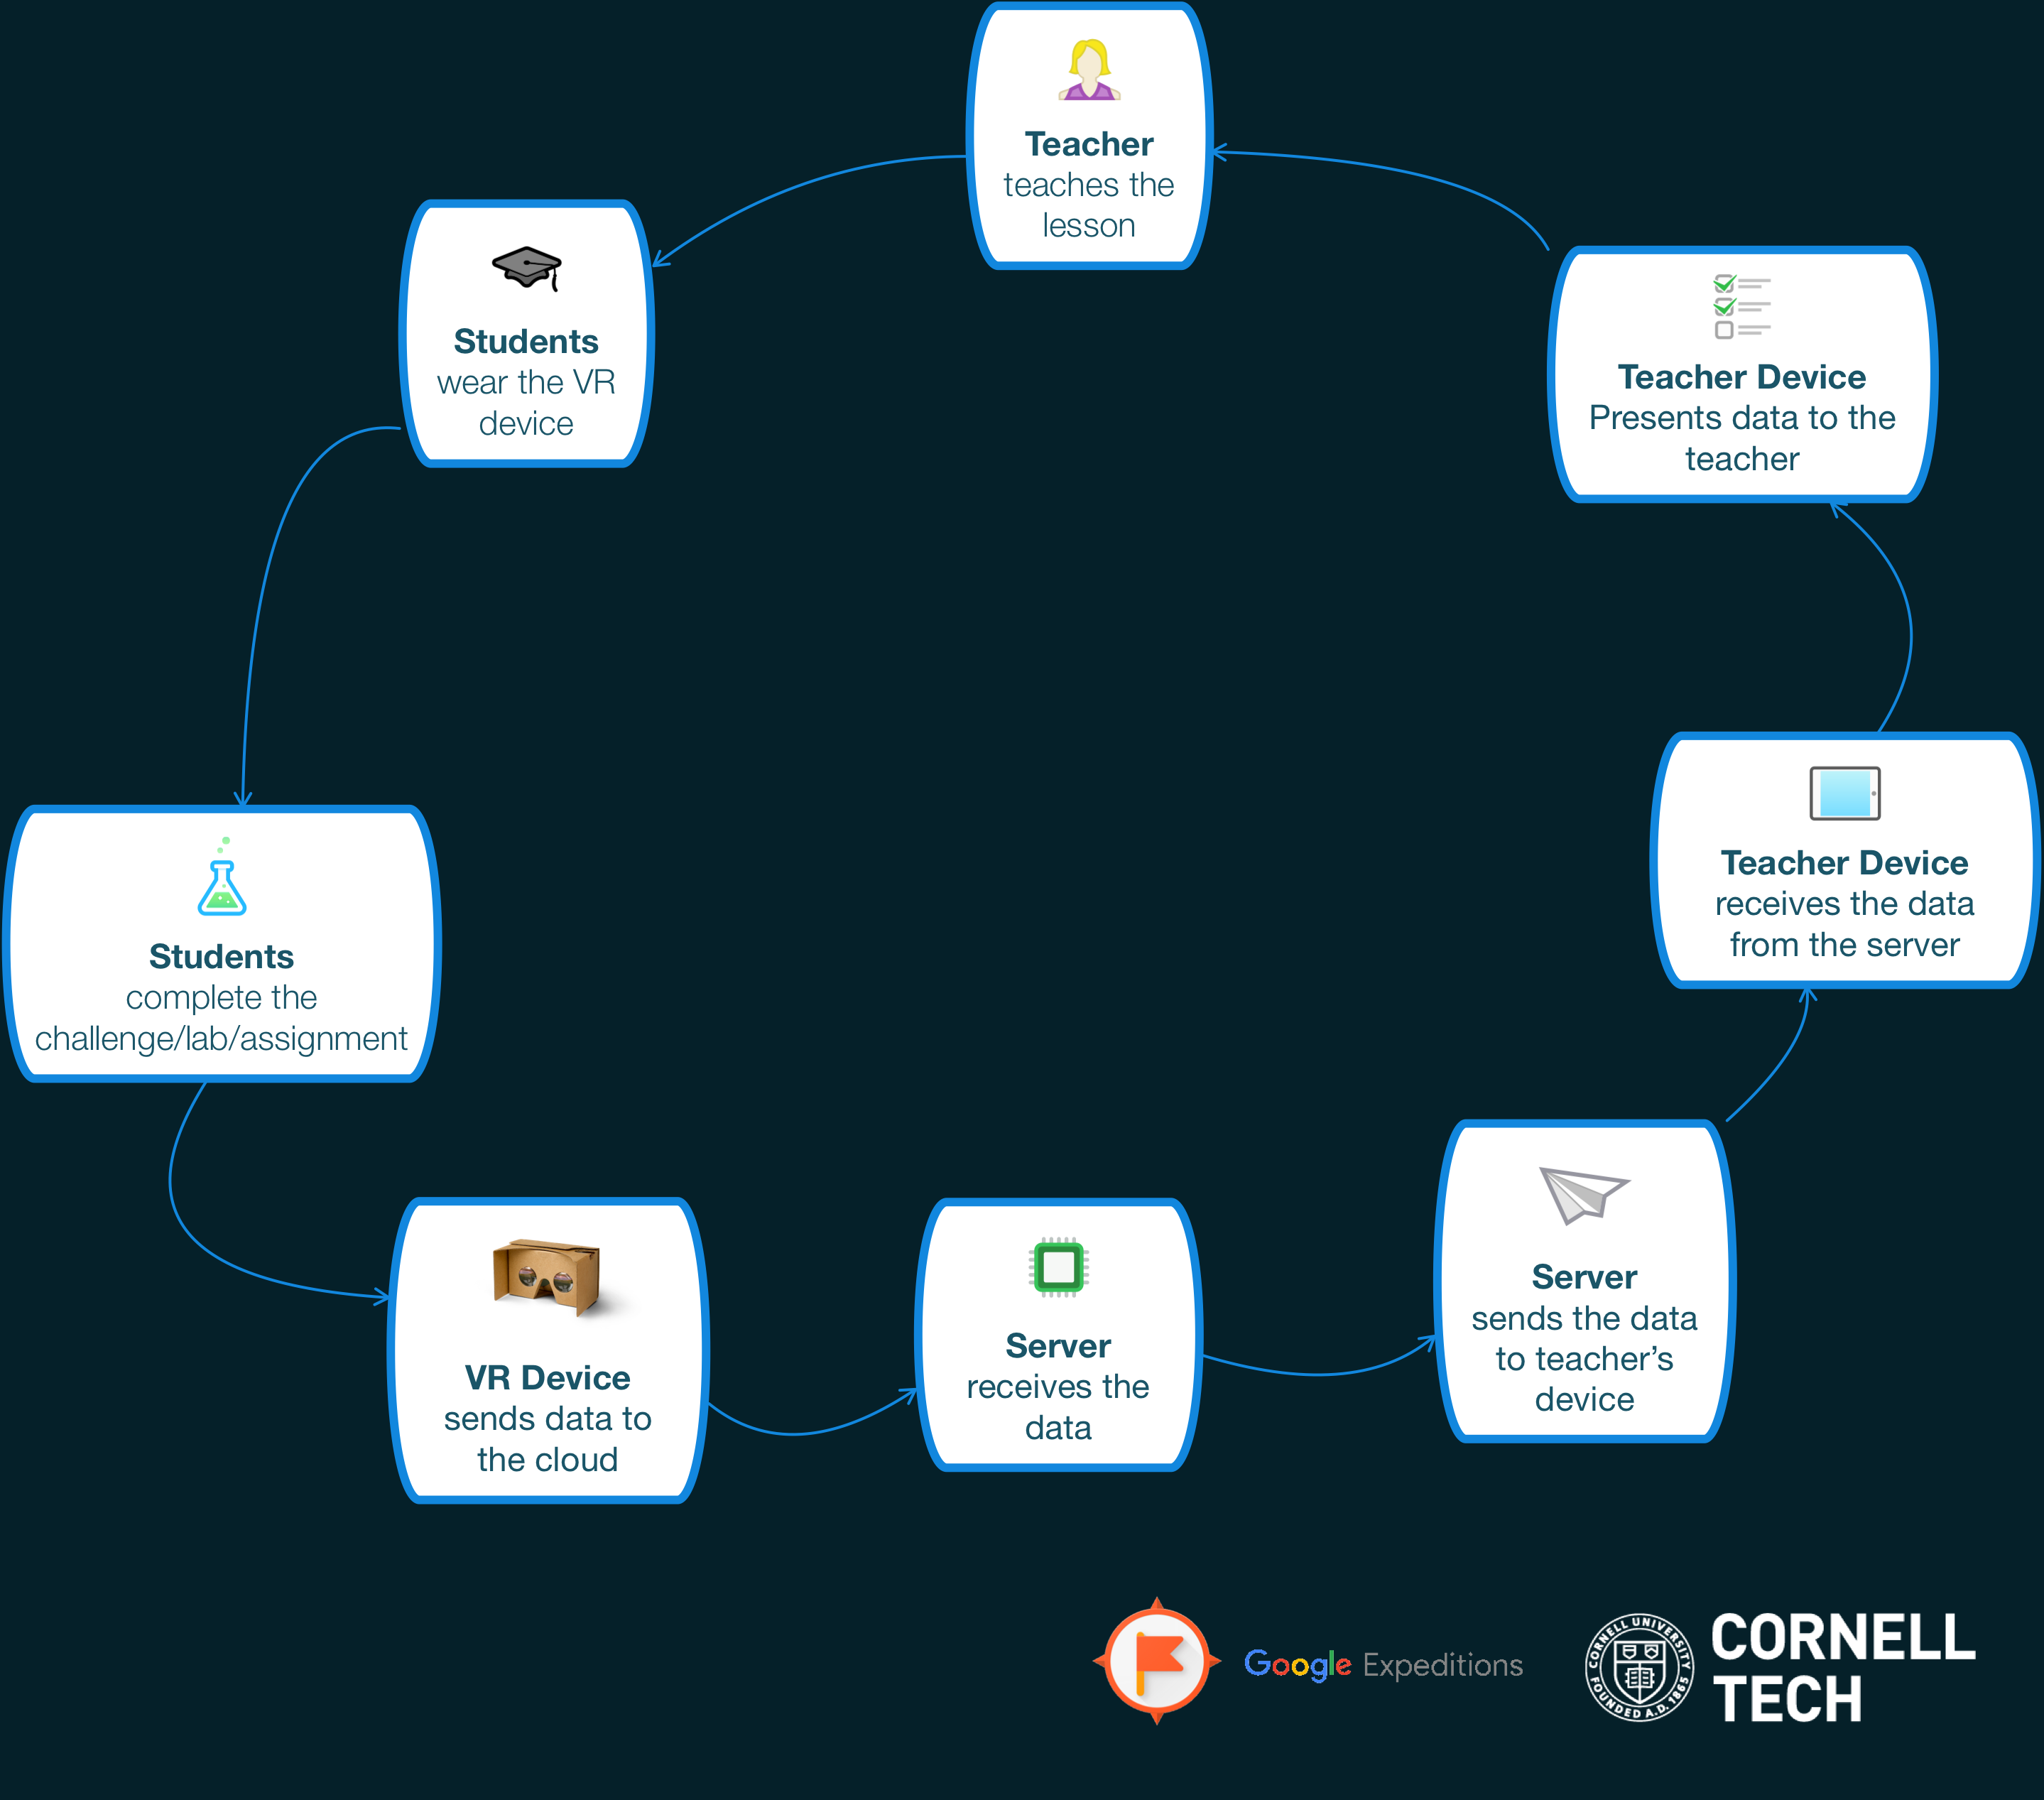 Teacher
teaches the
lesson
Students
wear the VR
device
Students
complete the
challenge/lab/assignment
VR Device
sends data to
the cloud
Server
receives the
data
Server
sends the data
to teacher’s
device
Teacher Device
receives the data
from the server
Teacher Device
Presents data to the
teacher
Google Expeditions
CORNELL UNIVERSITY
FOUNDED A.D. 1865
CORNELL
TECH